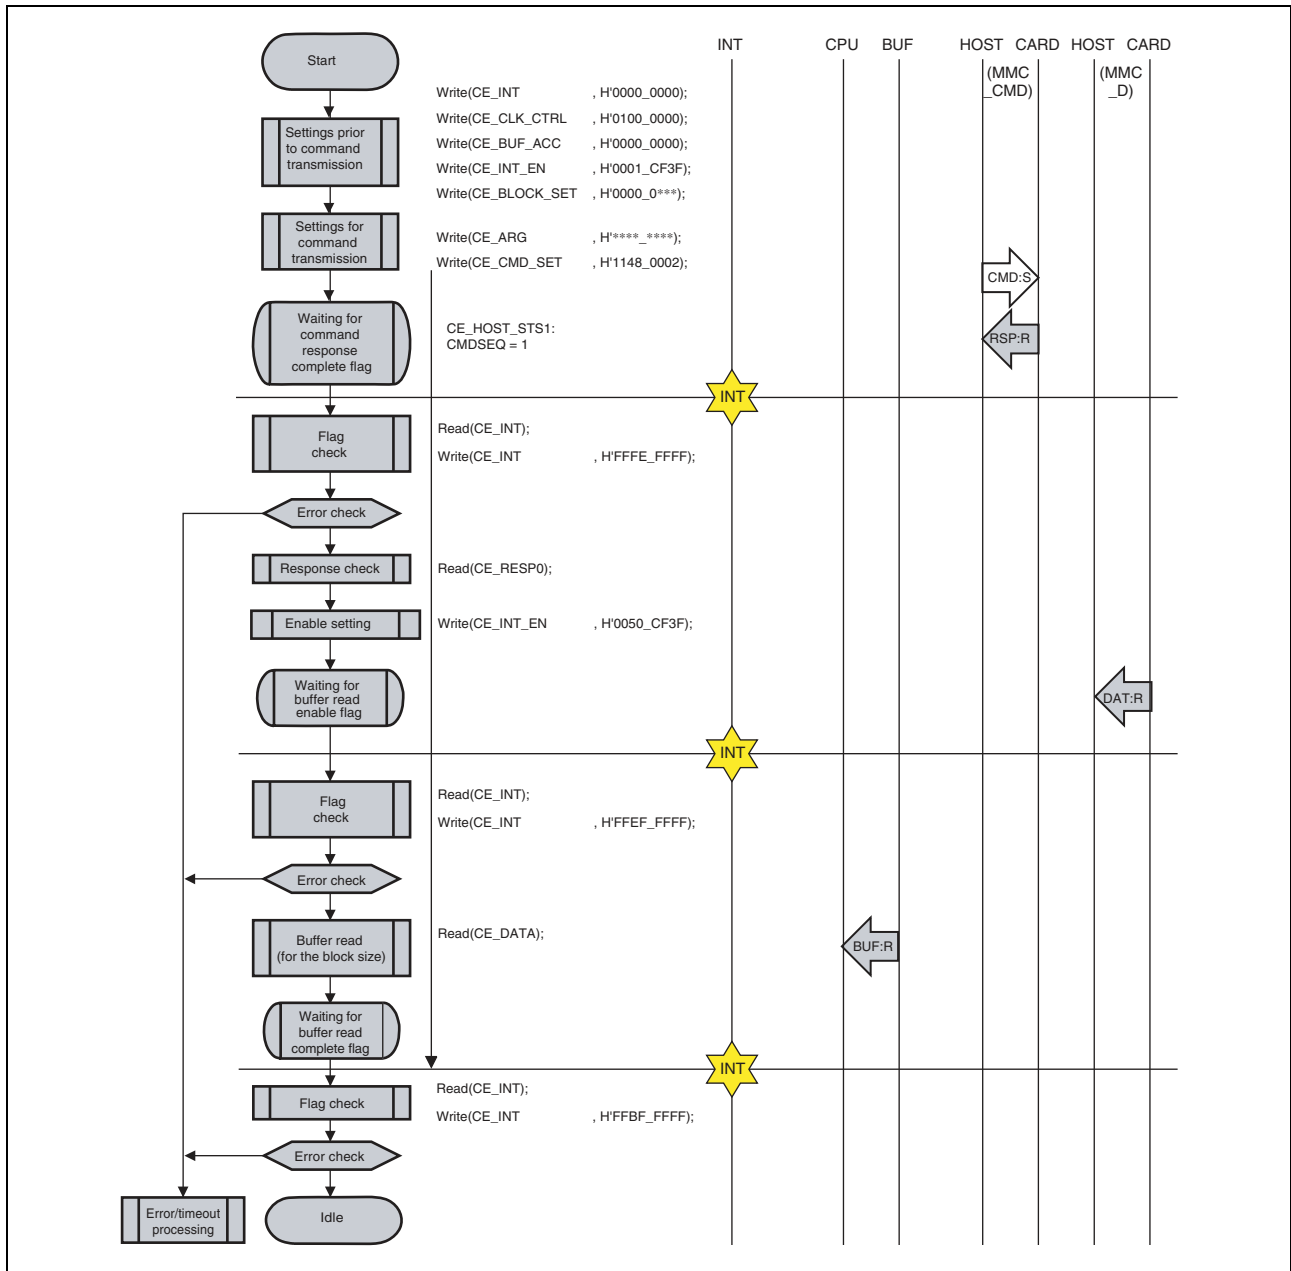 INT CPU BUF HOST CARD HOST CARD
(MMC
_CMD)
(MMC
_D)
Start
Write(CE_INT , H'0000_0000);
Write(CE_CLK_CTRL , H'0100_0000);
Write(CE_BUF_ACC , H'0000_0000);
Write(CE_INT_EN , H'0001_CF3F);
Write(CE_BLOCK_SET , H'0000_0***);
Settings prior
to command
transmission
Settings for
command
transmission
Write(CE_ARG , H'****_****);
Write(CE_CMD_SET , H'1148_0002);
CMD:S
Waiting for
command
response
complete flag
CE_HOST_STS1:
CMDSEQ = 1
RSP:R
INT
Flag
check
Read(CE_INT);
Write(CE_INT , H'FFFE_FFFF);
Error check
Response check
Read(CE_RESP0);
Enable setting
Write(CE_INT_EN , H'0050_CF3F);
Waiting for
buffer read
enable flag
DAT:R
INT
Flag
check
Read(CE_INT);
Write(CE_INT , H'FFEF_FFFF);
Error check
Buffer read
(for the block size)
Read(CE_DATA);
BUF:R
Waiting for
buffer read
complete flag
INT
Flag check
Read(CE_INT);
Write(CE_INT , H'FFBF_FFFF);
Error check
Error/timeout
processing
Idle